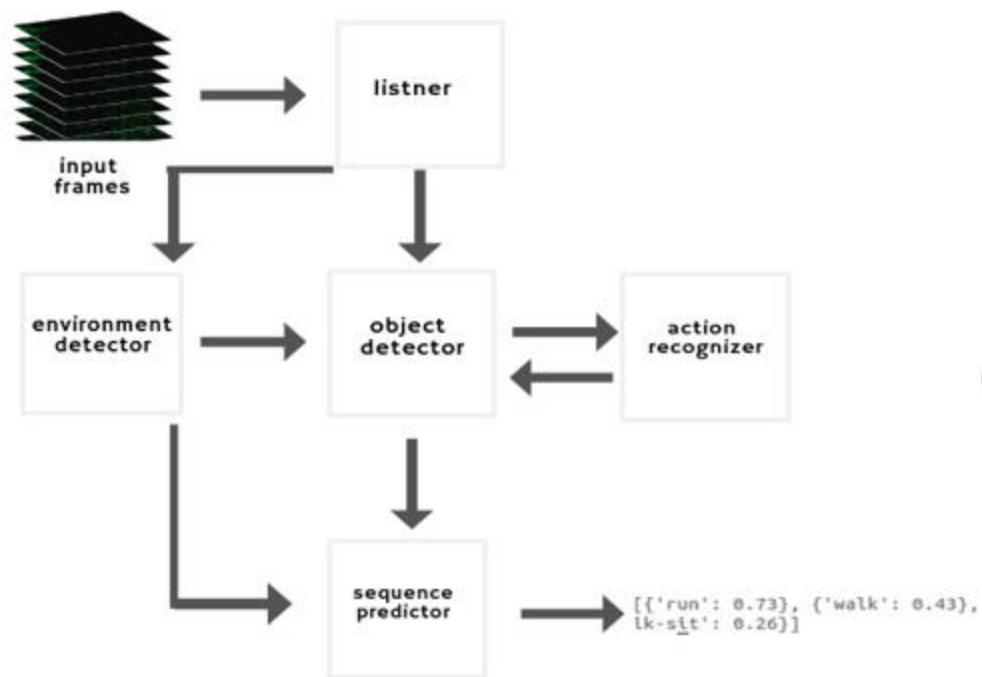 listner
input
frames
environment
detector
object
detector
action
recognizer
sequence
predictor
[{'run': 0.73}, {'walk': 0.43},
lk-sit': 0.26}]